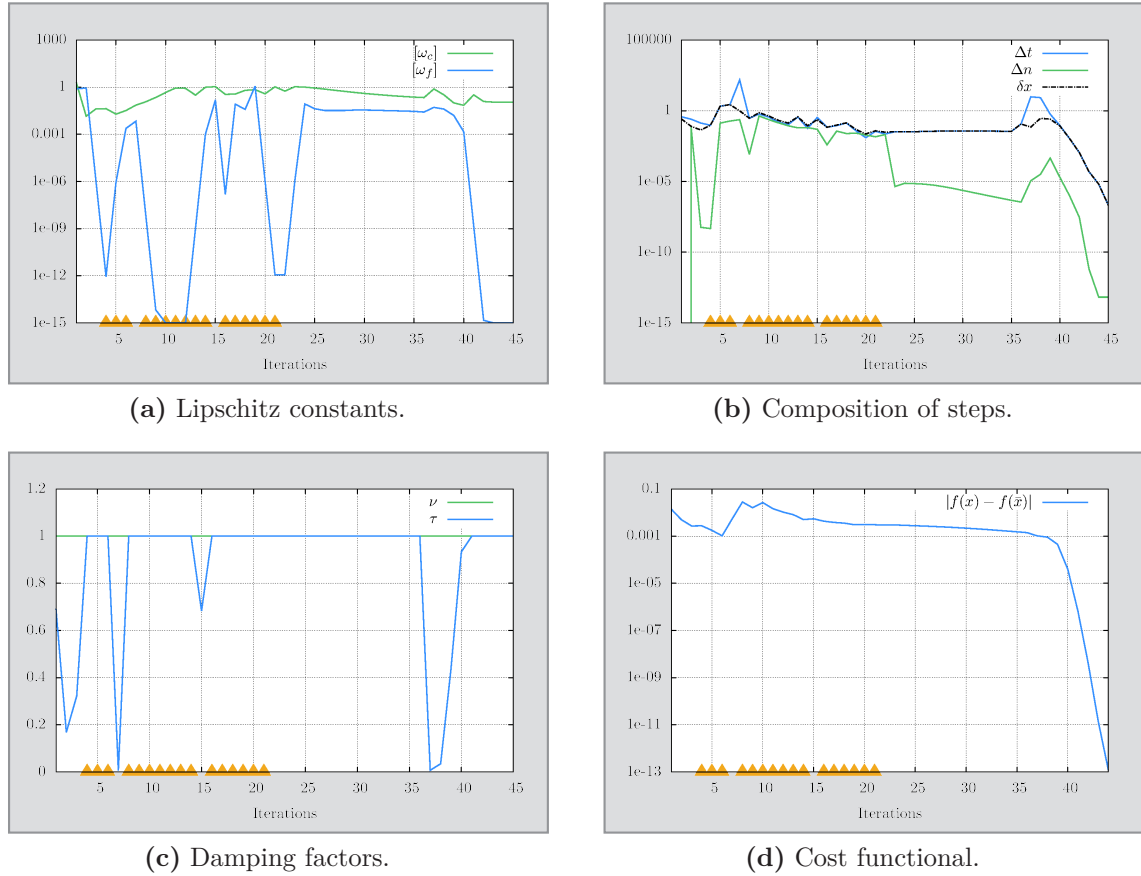 1000
1
0.001
1e-06
1e-09
1e-12
1e-15
5 10 15 20 25 30 35 40 45
Iterations
[ω_c]
[ω_f]
(a) Lipschitz constants.
100000
1
1e-05
1e-10
1e-15
5 10 15 20 25 30 35 40 45
Iterations
Δt
Δn
δx
(b) Composition of steps.
1.2
1
0.8
0.6
0.4
0.2
0
5 10 15 20 25 30 35 40 45
Iterations
ν
τ
(c) Damping factors.
0.1
0.001
1e-05
1e-07
1e-09
1e-11
1e-13
5 10 15 20 25 30 35 40
Iterations
|f(x) − f(x̄)|
(d) Cost functional.